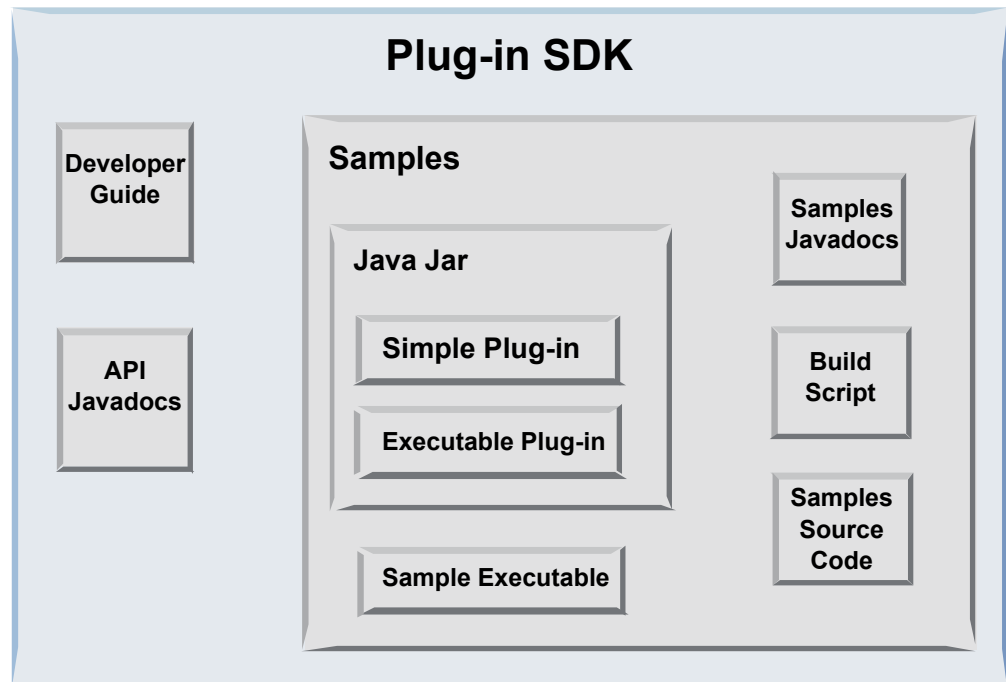 Plug-in SDK
Developer
Guide
API
Javadocs
Samples
Java Jar
Simple Plug-in
Executable Plug-in
Sample Executable
Samples
Javadocs
Build
Script
Samples
Source
Code